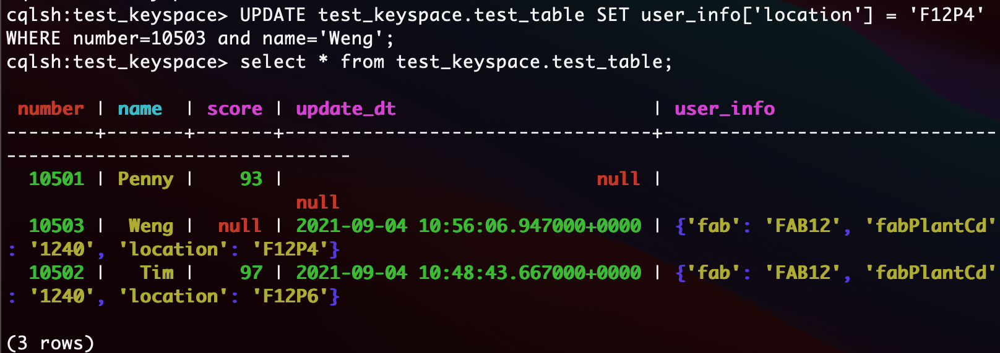 cqlsh:test_keyspace> UPDATE test_keyspace.test_table SET user_info['location'] = 'F12P4'
WHERE number=10503 and name='Weng';
cqlsh:test_keyspace> select * from test_keyspace.test_table;
 number | name  | score | update_dt                       | user_info
--------+-------+-------+---------------------------------+------------------------------
-------------------------------
  10501 | Penny |    93 |                            null |
                          null
  10503 |  Weng |  null | 2021-09-04 10:56:06.947000+0000 | {'fab': 'FAB12', 'fabPlantCd'
: '1240', 'location': 'F12P4'}
  10502 |   Tim |    97 | 2021-09-04 10:48:43.667000+0000 | {'fab': 'FAB12', 'fabPlantCd'
: '1240', 'location': 'F12P6'}
(3 rows)